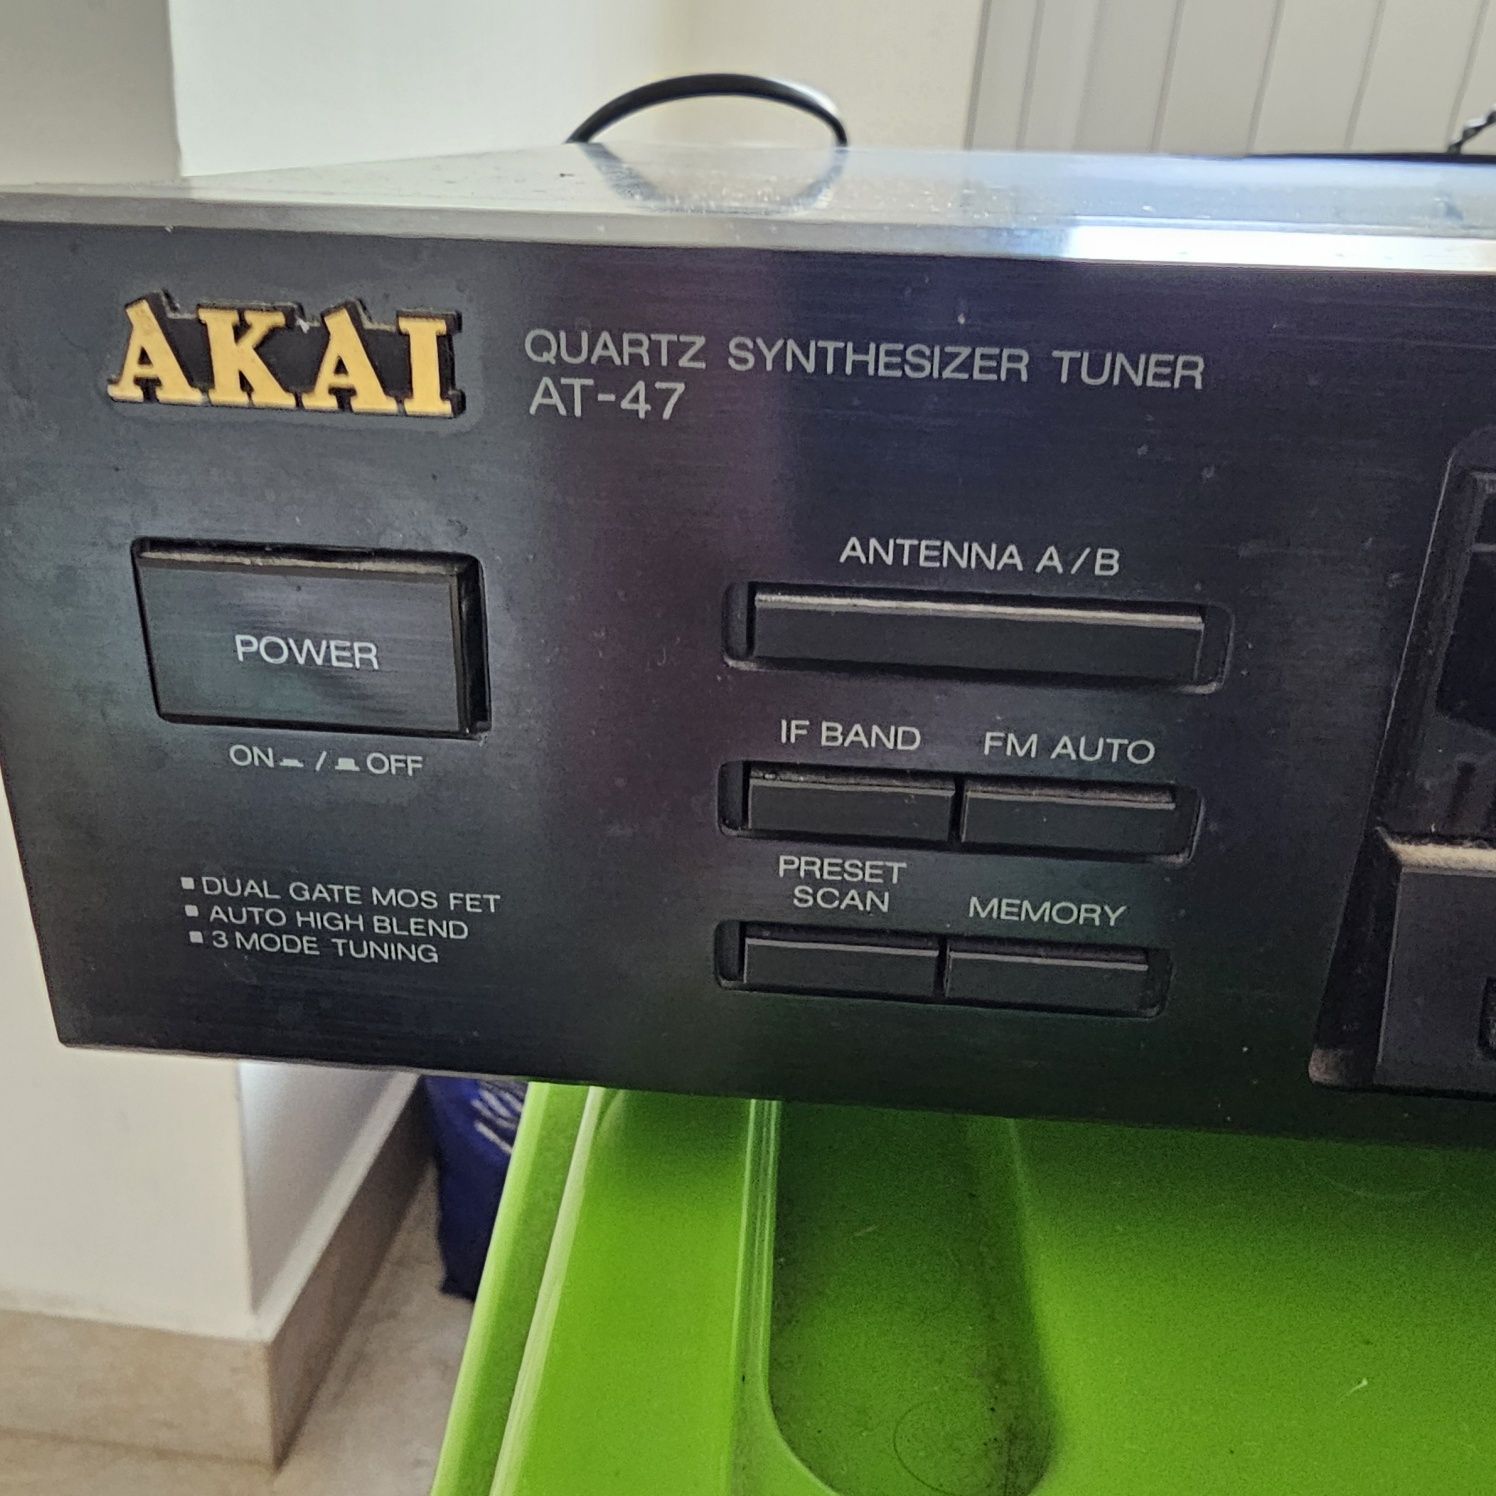 AKAI
QUARTZ SYNTHESIZER TUNER
AT-47
ANTENNA A/B
POWER
ON / OFF
IF BAND FM AUTO
PRESET
SCAN
MEMORY
DUAL GATE MOS FET
AUTO HIGH BLEND
3 MODE TUNING